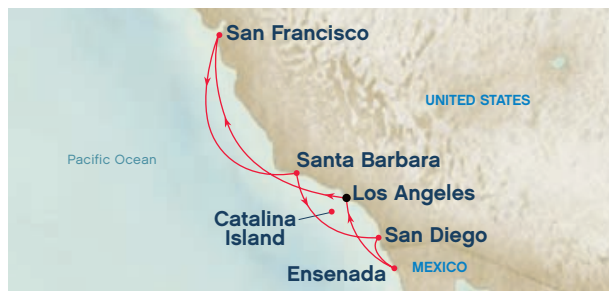 San Francisco
UNITED STATES
Pacific Ocean
Santa Barbara
Los Angeles
Catalina
Island
San Diego
Ensenada
MEXICO